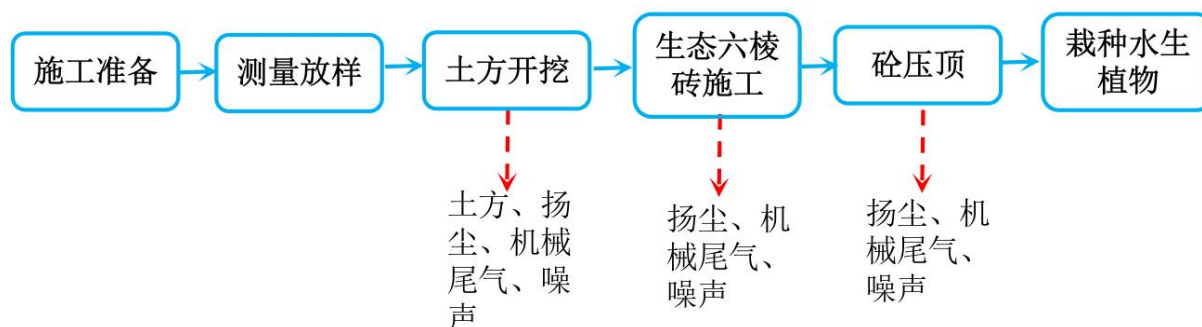 施工准备
测量放样
土方开挖
生态六棱
砖施工
砼压顶
栽种水生
植物
土方、扬
尘、机械
尾气、噪
声
扬尘、机
械尾气、
噪声
扬尘、机
械尾气、
噪声